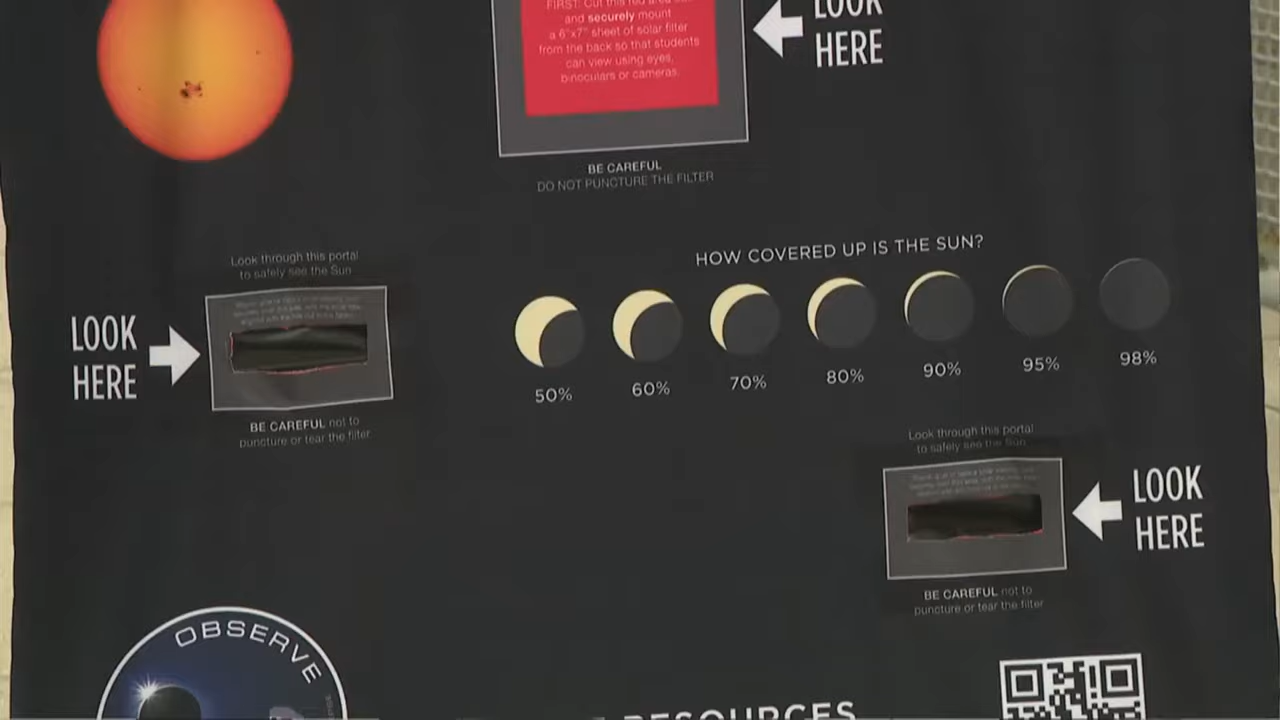 FIRST: Cut this red area
and securely mount
a 6"x7" sheet of solar filter
from the back so that students
can view using eyes,
binoculars or cameras.
LOOK
HERE
BE CAREFUL
DO NOT PUNCTURE THE FILTER
HOW COVERED UP IS THE SUN?
50%
60%
70%
80%
90%
95%
98%
Look through this portal
to safely see the Sun
LOOK
HERE
BE CAREFUL not to
puncture or tear the filter
Look through this portal
to safely see the Sun
LOOK
HERE
BE CAREFUL not to
puncture or tear the filter
OBSERVE
RESOURCES